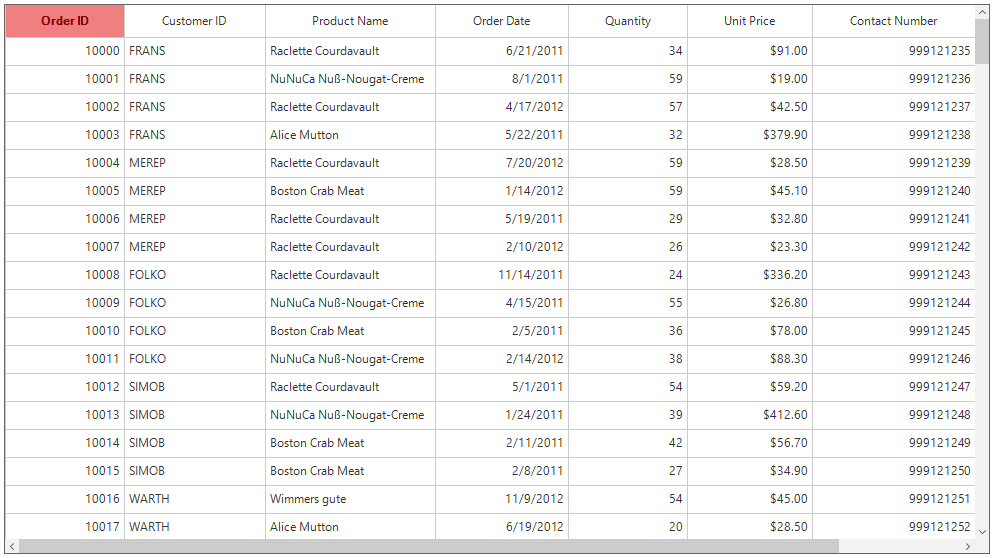 Order ID Customer ID Product Name Order Date Quantity Unit Price Contact Number
10000 FRANS Raclette Courdavault 6/21/2011 34 $91.00 999121235
10001 FRANS NuNuCa Nuß-Nougat-Creme 8/1/2011 59 $19.00 999121236
10002 FRANS Raclette Courdavault 4/17/2012 57 $42.50 999121237
10003 FRANS Alice Mutton 5/22/2011 32 $379.90 999121238
10004 MEREP Raclette Courdavault 7/20/2012 59 $28.50 999121239
10005 MEREP Boston Crab Meat 1/14/2012 59 $45.10 999121240
10006 MEREP Raclette Courdavault 5/19/2011 29 $32.80 999121241
10007 MEREP Raclette Courdavault 2/10/2012 26 $23.30 999121242
10008 FOLKO Raclette Courdavault 11/14/2011 24 $336.20 999121243
10009 FOLKO NuNuCa Nuß-Nougat-Creme 4/15/2011 55 $26.80 999121244
10010 FOLKO Boston Crab Meat 2/5/2011 36 $78.00 999121245
10011 FOLKO NuNuCa Nuß-Nougat-Creme 2/14/2012 38 $88.30 999121246
10012 SIMOB Raclette Courdavault 5/1/2011 54 $59.20 999121247
10013 SIMOB NuNuCa Nuß-Nougat-Creme 1/24/2011 39 $412.60 999121248
10014 SIMOB Boston Crab Meat 2/11/2011 42 $56.70 999121249
10015 SIMOB Boston Crab Meat 2/8/2011 27 $34.90 999121250
10016 WARTH Wimmers gute 11/9/2012 54 $45.00 999121251
10017 WARTH Alice Mutton 6/19/2012 20 $28.50 999121252